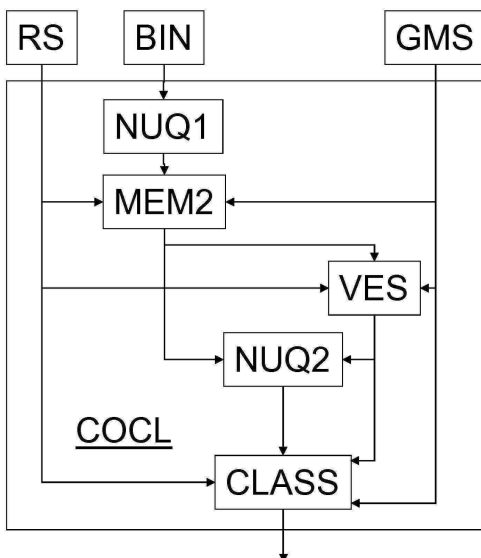 RS BIN GMS
NUQ1
MEM2
VES
NUQ2
COCL
CLASS